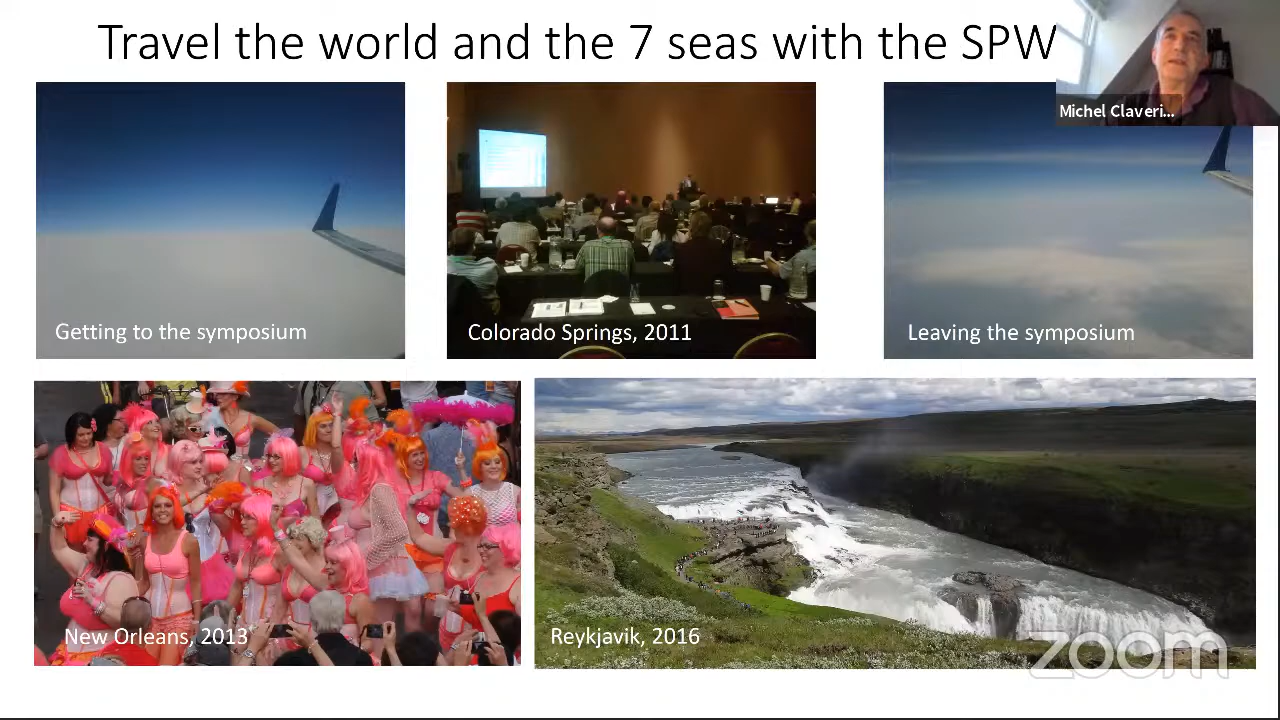 Travel the world and the 7 seas with the SPW
Michel Claveri...
Getting to the symposium
Colorado Springs, 2011
Leaving the symposium
New Orleans, 2013
Reykjavik, 2016
zoom